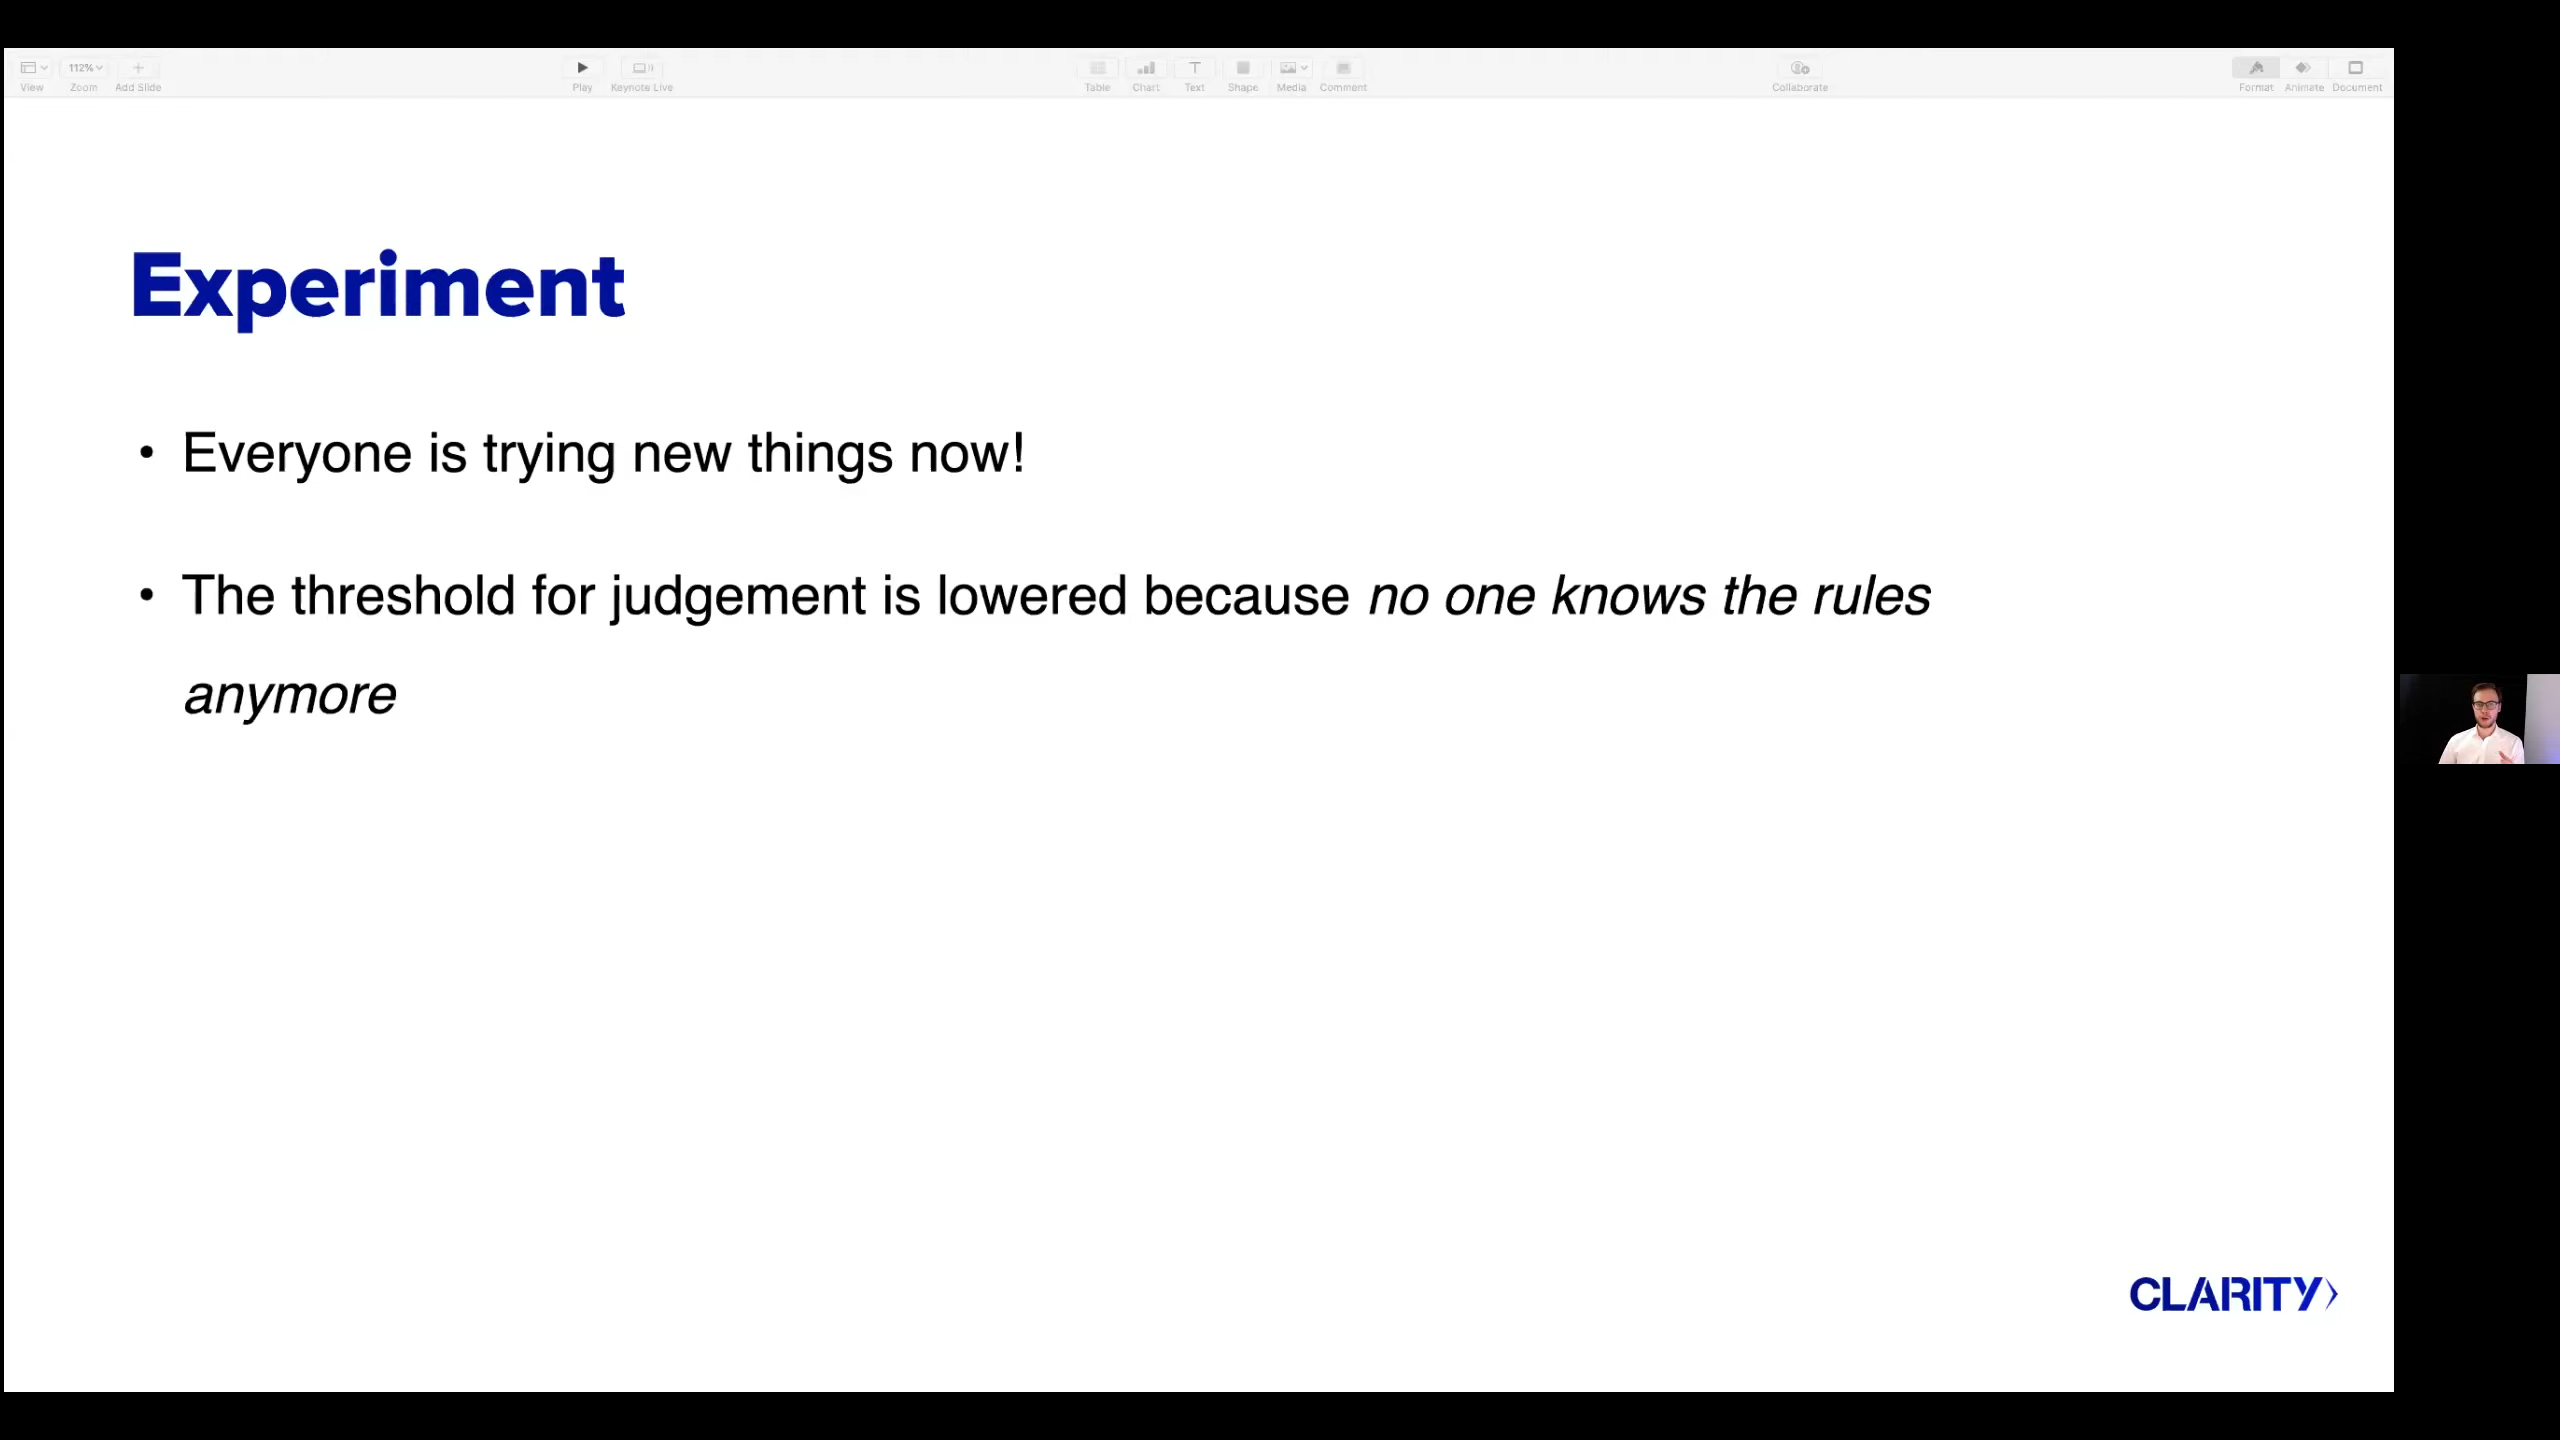 112%
View Zoom Add Slide Play Keynote Live Table Chart Text Shape Media Comment Collaborate Format Animate Document
Experiment
• Everyone is trying new things now!
• The threshold for judgement is lowered because no one knows the rules
anymore
CLARITY